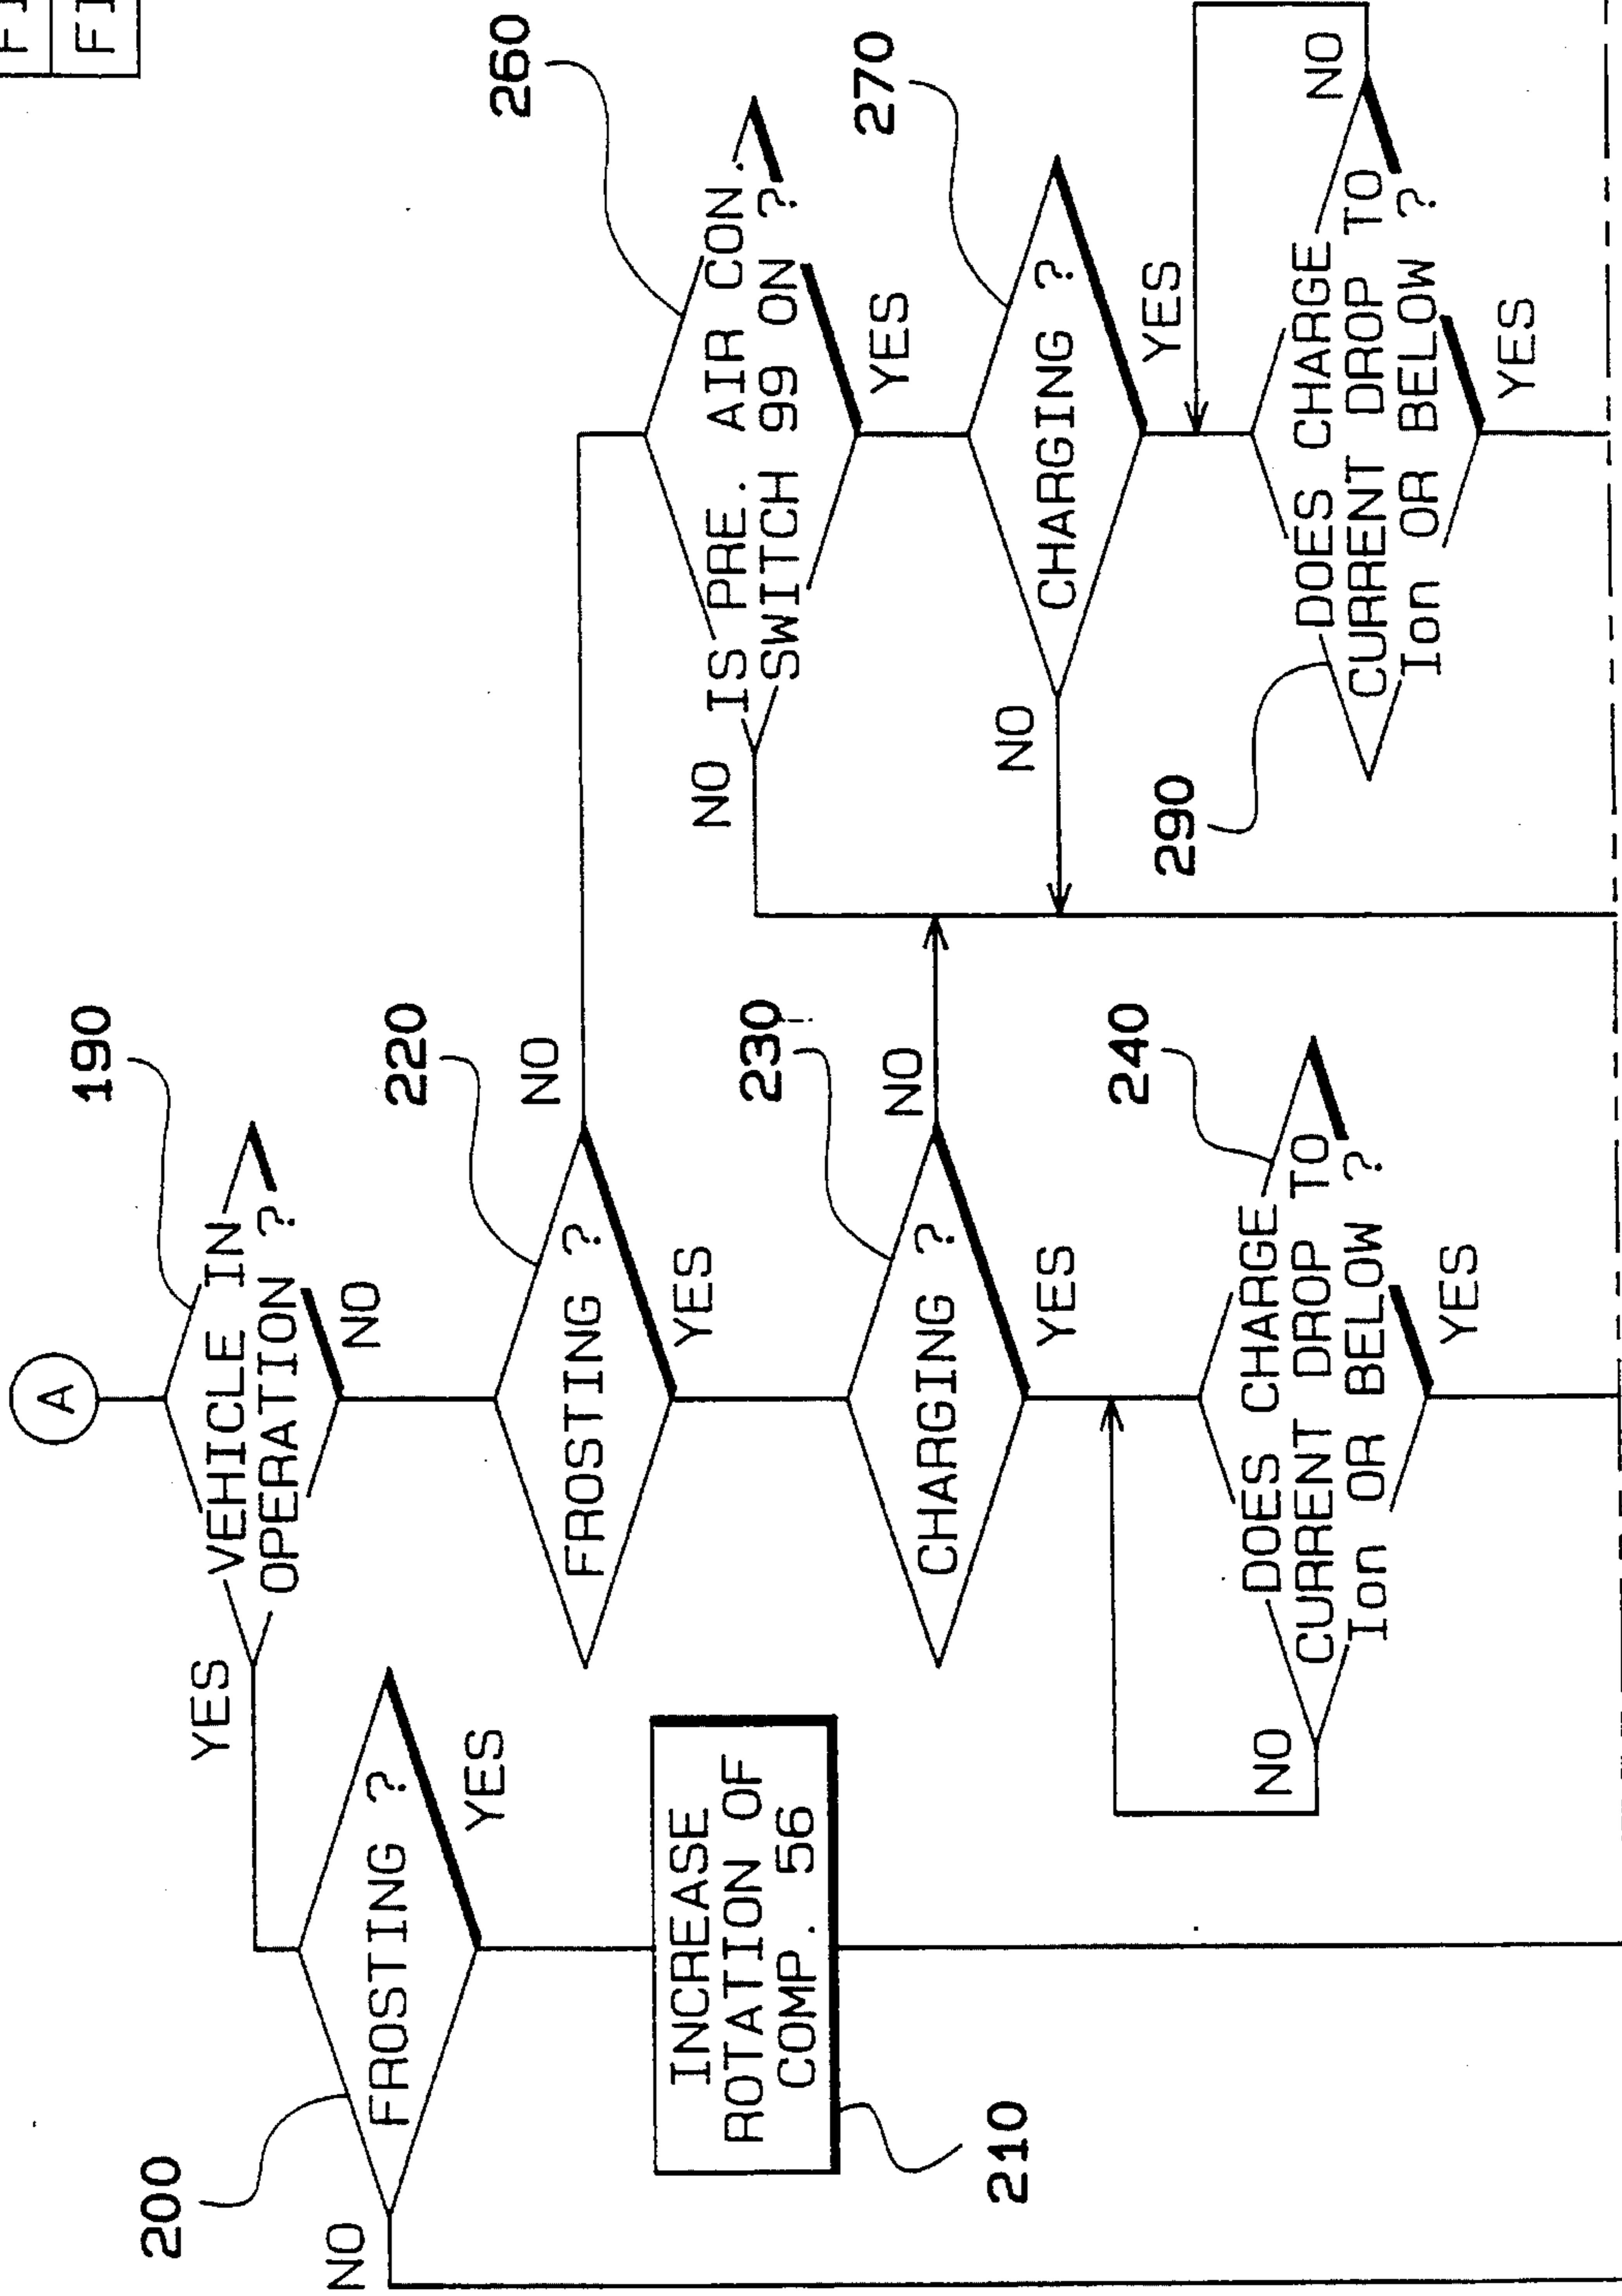 A
190
VEHICLE IN
OPERATION ?
YES
NO
200
FROSTING ?
NO
YES
INCREASE
ROTATION OF
COMP. 56
210
220
FROSTING ?
NO
YES
230
CHARGING ?
NO
YES
240
DOES CHARGE
CURRENT DROP TO
Ion OR BELOW ?
NO
YES
260
IS PRE. AIR CON.
SWITCH 99 ON ?
NO
YES
270
CHARGING ?
NO
YES
290
DOES CHARGE
CURRENT DROP TO
Ion OR BELOW ?
NO
YES